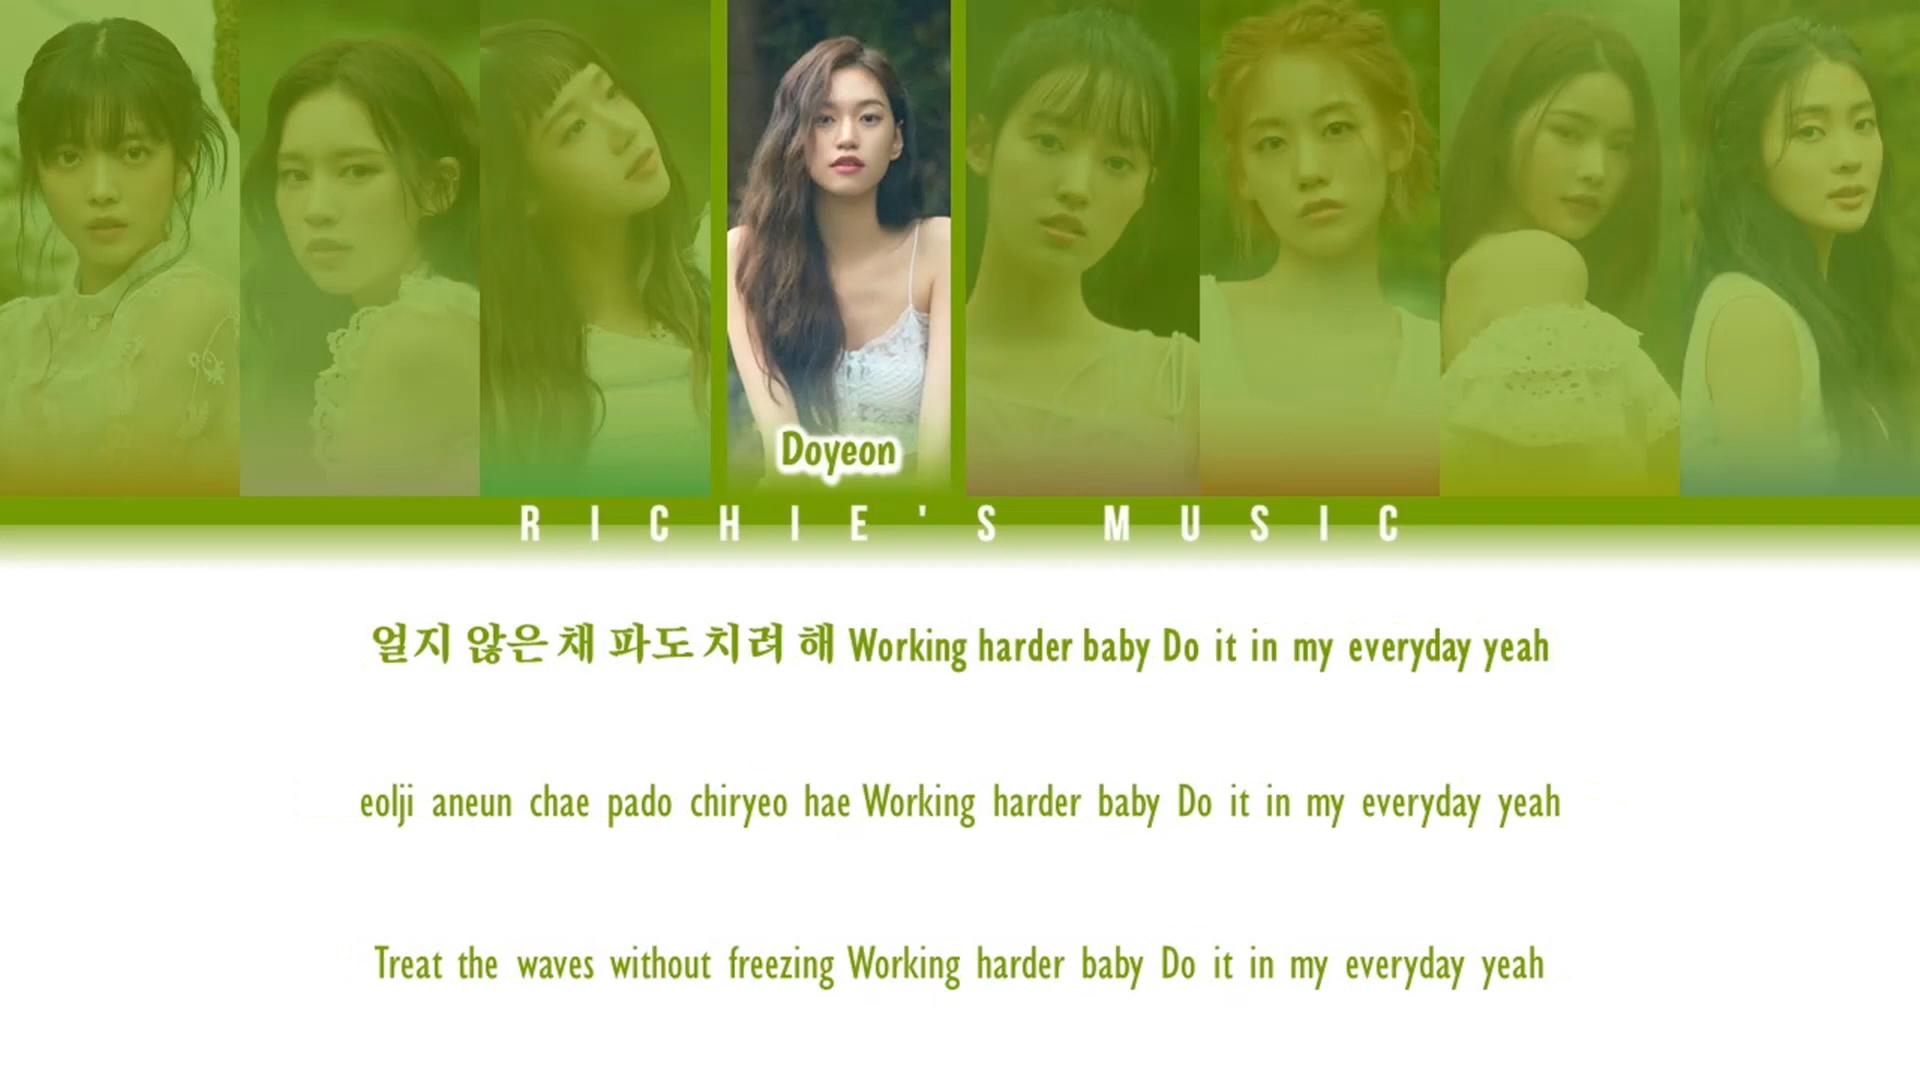 Doyeon
RICHIE'S MUSIC
얼지 않은 채 파도 치려 해 Working harder baby Do it in my everyday yeah
eolji aneun chae pado chiryeo hae Working harder baby Do it in my everyday yeah
Treat the waves without freezing Working harder baby Do it in my everyday yeah